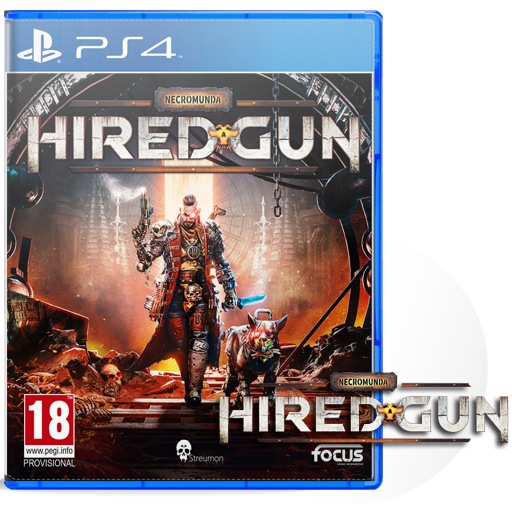 PS4
NECROMUNDA
HIRED GUN
18
www.pegi.info
PROVISIONAL
Streumon
focus
NECROMUNDA
HIRED GUN